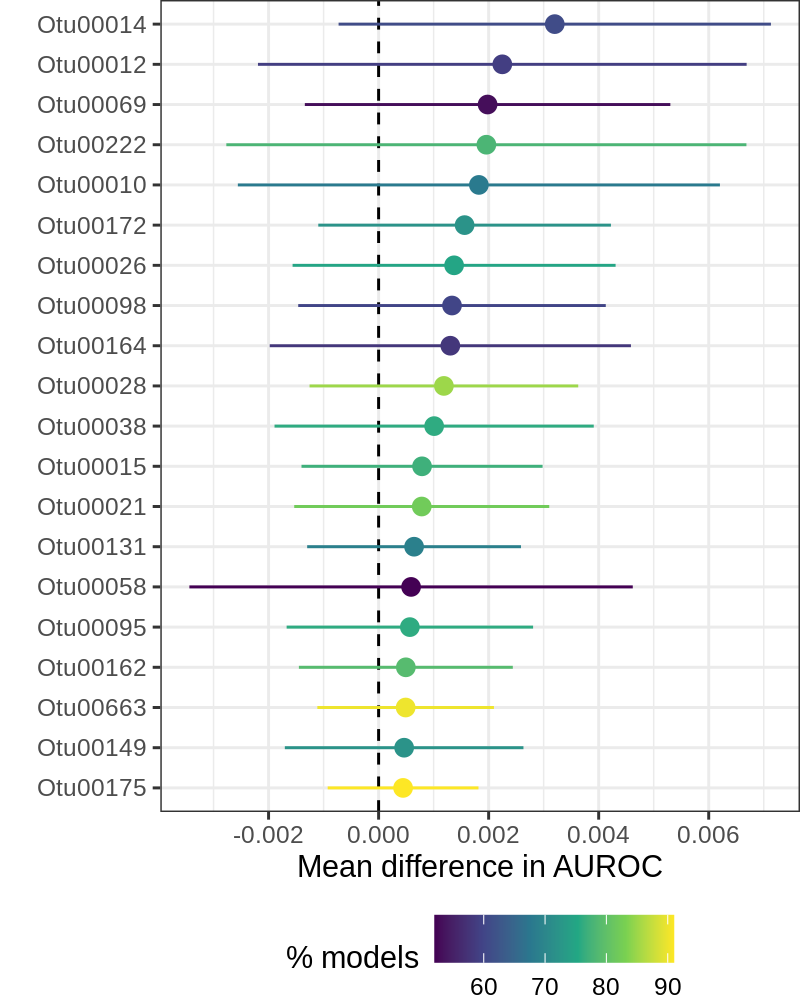 Otu00014
Otu00012
Otu00069
Otu00222
Otu00010
Otu00172
Otu00026
Otu00098
Otu00164
Otu00028
Otu00038
Otu00015
Otu00021
Otu00131
Otu00058
Otu00095
Otu00162
Otu00663
Otu00149
Otu00175
-0.002 0.000 0.002 0.004 0.006
Mean difference in AUROC
% models
60 70 80 90